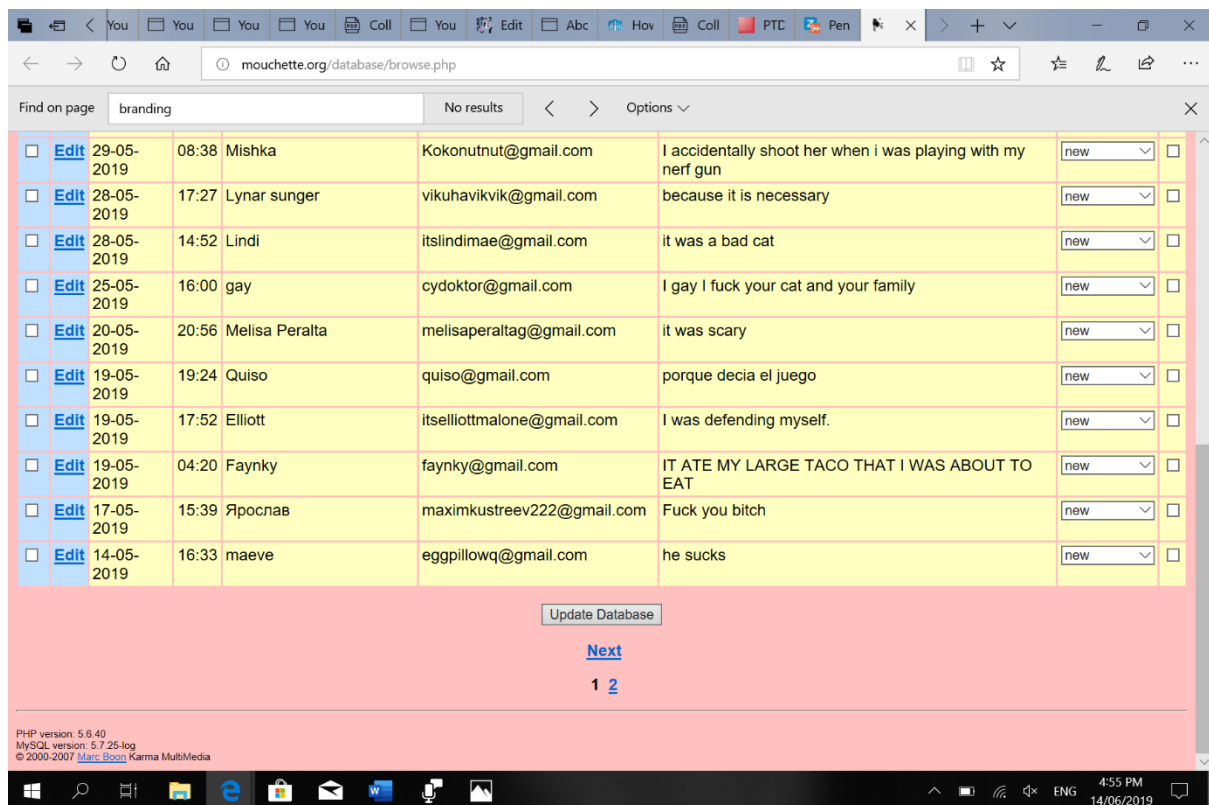 You You You You Coll You Edit Abc Hov Coll PTD Pen
mouchette.org/database/browse.php
Find on page branding No results Options
Edit 29-05-2019 08:38 Mishka Kokonutnut@gmail.com I accidentally shoot her when i was playing with my nerf gun new
Edit 28-05-2019 17:27 Lynar sunger vikuhavikvik@gmail.com because it is necessary new
Edit 28-05-2019 14:52 Lindi itslindimae@gmail.com it was a bad cat new
Edit 25-05-2019 16:00 gay cydoktor@gmail.com I gay I fuck your cat and your family new
Edit 20-05-2019 20:56 Melisa Peralta melisaperaltag@gmail.com it was scary new
Edit 19-05-2019 19:24 Quiso quiso@gmail.com porque decia el juego new
Edit 19-05-2019 17:52 Elliott itselliottmalone@gmail.com I was defending myself. new
Edit 19-05-2019 04:20 Faynky faynky@gmail.com IT ATE MY LARGE TACO THAT I WAS ABOUT TO EAT new
Edit 17-05-2019 15:39 Ярослав maximkustreev222@gmail.com Fuck you bitch new
Edit 14-05-2019 16:33 maeve eggpillowq@gmail.com he sucks new
Update Database
Next
1 2
PHP version: 5.6.40
MySQL version: 5.7.25-log
© 2000-2007 Marc Boon Karma MultiMedia
ENG 4:55 PM
14/06/2019